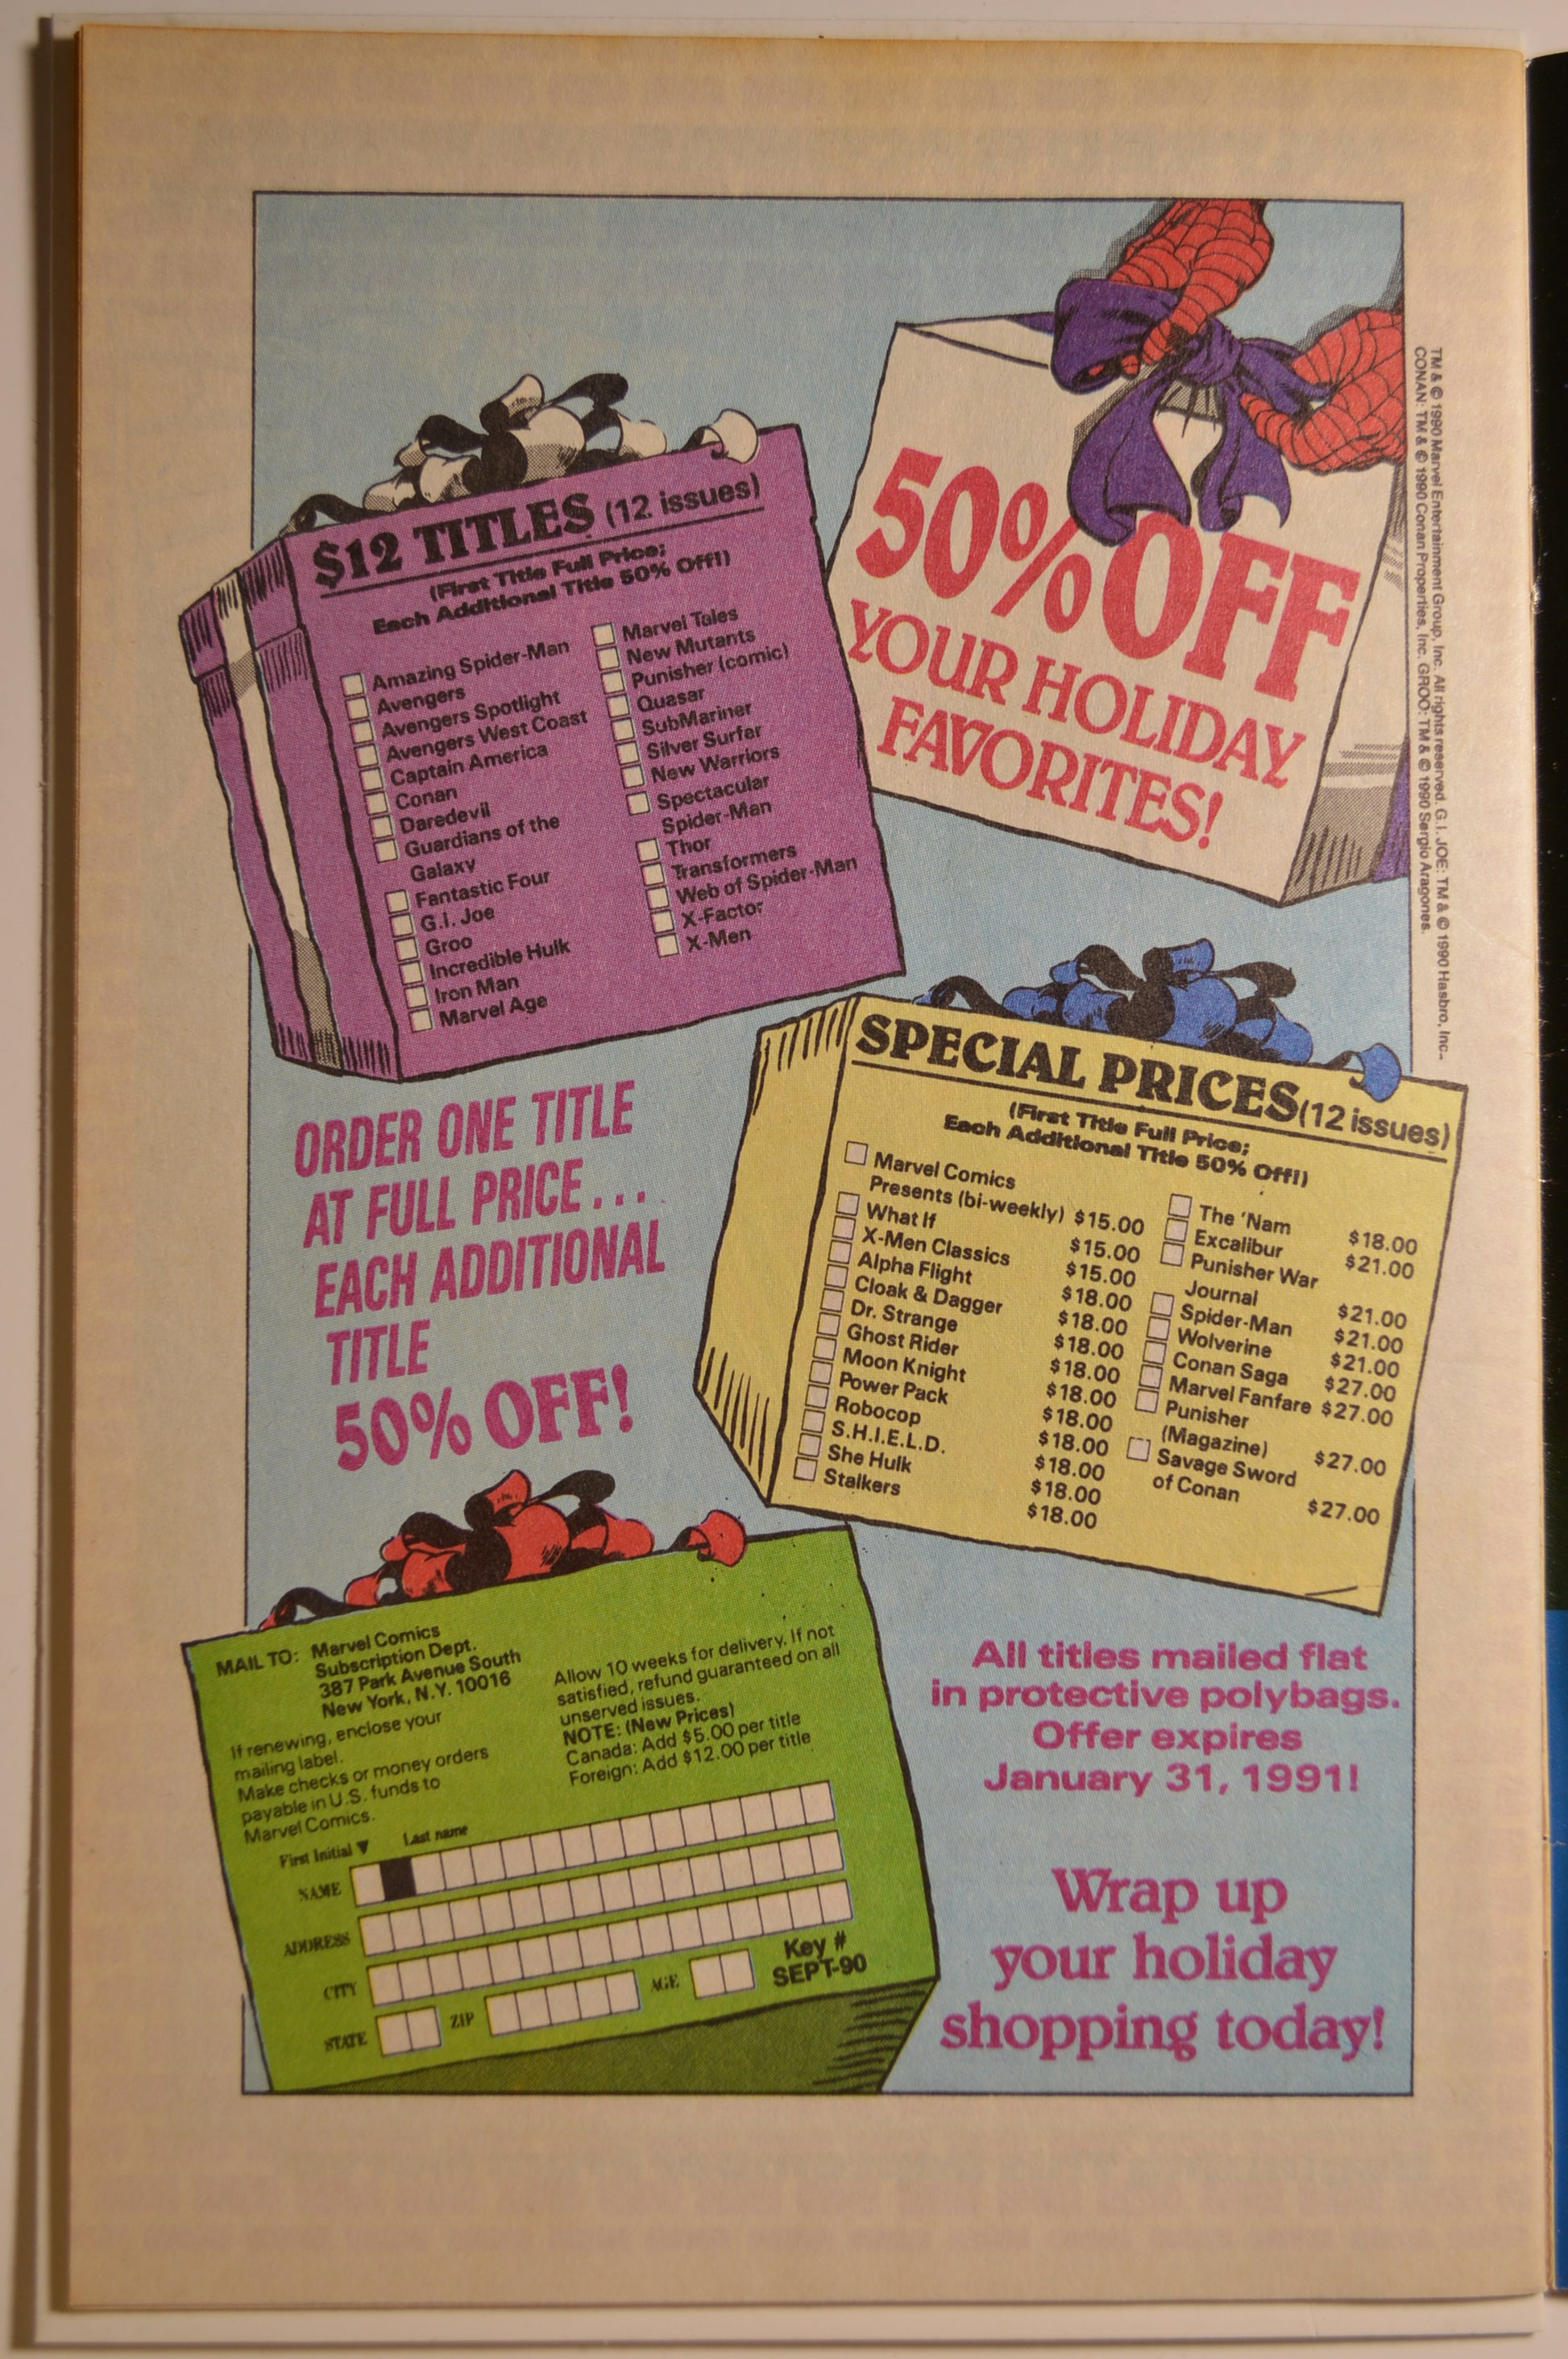 50% OFF
YOUR HOLIDAY
FAVORITES!
$12 TITLES (12 issues)
(First Title Full Price;
Each Additional Title 50% Off!)
Amazing Spider-Man
Avengers
Avengers Spotlight
Avengers West Coast
Captain America
Conan
Daredevil
Guardians of the
Galaxy
Fantastic Four
G.I. Joe
Groo
Incredible Hulk
Iron Man
Marvel Age
Marvel Tales
New Mutants
Punisher (comic)
Quasar
SubMariner
Silver Surfer
New Warriors
Spectacular
Spider-Man
Thor
Transformers
Web of Spider-Man
X-Factor
X-Men
TM & © 1990 Marvel Entertainment Group, Inc. All rights reserved. G.I. JOE: TM & © 1990 Hasbro, Inc.
CONAN: TM & © 1990 Conan Properties, Inc. GROO: TM & © 1990 Sergio Aragones.
ORDER ONE TITLE
AT FULL PRICE...
EACH ADDITIONAL
TITLE
50% OFF!
SPECIAL PRICES (12 issues)
(First Title Full Price;
Each Additional Title 50% Off!)
Marvel Comics
Presents (bi-weekly) $15.00
What If $15.00
X-Men Classics $15.00
Alpha Flight $18.00
Cloak & Dagger $18.00
Dr. Strange $18.00
Ghost Rider $18.00
Moon Knight $18.00
Power Pack $18.00
Robocop $18.00
S.H.I.E.L.D. $18.00
She Hulk $18.00
Stalkers $18.00
The 'Nam $18.00
Excalibur $21.00
Punisher War
Journal $21.00
Spider-Man $21.00
Wolverine $21.00
Conan Saga $27.00
Marvel Fanfare $27.00
Punisher
(Magazine) $27.00
Savage Sword
of Conan $27.00
MAIL TO: Marvel Comics
Subscription Dept.
387 Park Avenue South
New York, N.Y. 10016
If renewing, enclose your
mailing label.
Make checks or money orders
payable in U.S. funds to
Marvel Comics.
Allow 10 weeks for delivery. If not
satisfied, refund guaranteed on all
unserved issues.
NOTE: (New Prices)
Canada: Add $5.00 per title
Foreign: Add $12.00 per title
First Initial ▼ Last name
NAME
ADDRESS
CITY
STATE ZIP AGE
Key #
SEPT-90
All titles mailed flat
in protective polybags.
Offer expires
January 31, 1991!
Wrap up
your holiday
shopping today!